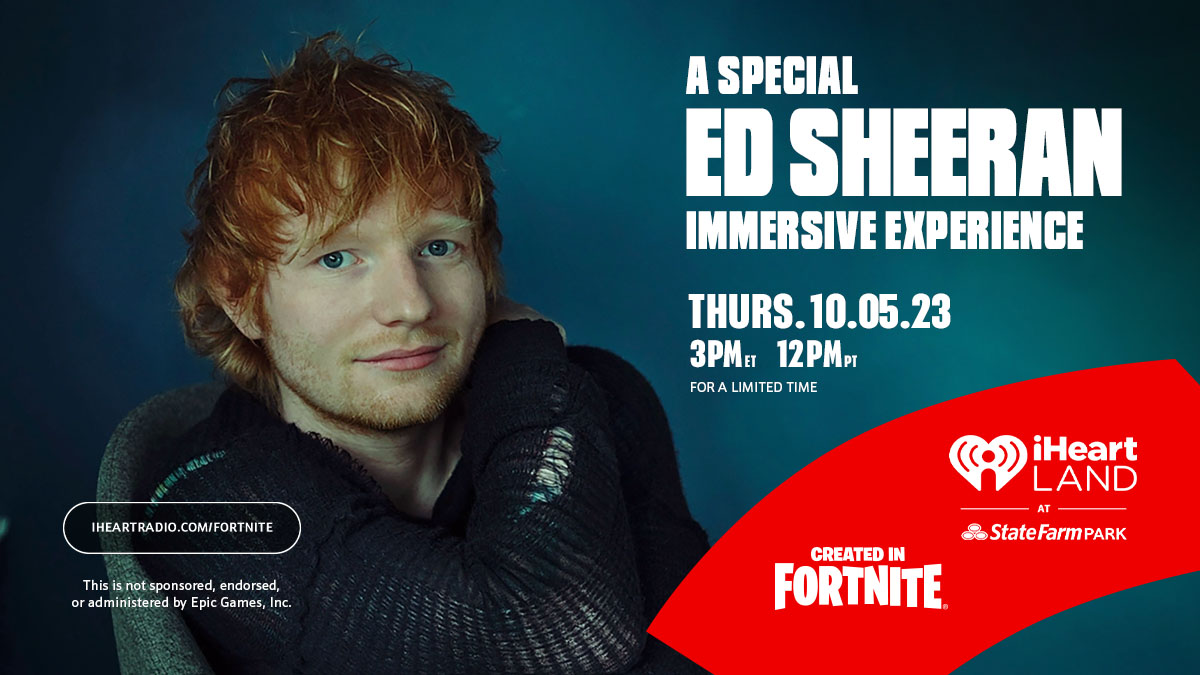 A SPECIAL
ED SHEERAN
IMMERSIVE EXPERIENCE
THURS. 10.05.23
3PM ET 12PM PT
FOR A LIMITED TIME
iHeart
LAND
AT
StateFarm PARK
CREATED IN
FORTNITE®
IHEARTRADIO.COM/FORTNITE
This is not sponsored, endorsed,
or administered by Epic Games, Inc.